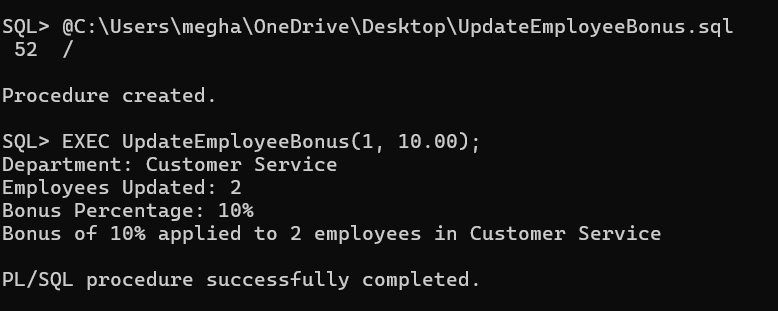 SQL> @C:\Users\megha\OneDrive\Desktop\UpdateEmployeeBonus.sql
 52  /
Procedure created.
SQL> EXEC UpdateEmployeeBonus(1, 10.00);
Department: Customer Service
Employees Updated: 2
Bonus Percentage: 10%
Bonus of 10% applied to 2 employees in Customer Service
PL/SQL procedure successfully completed.